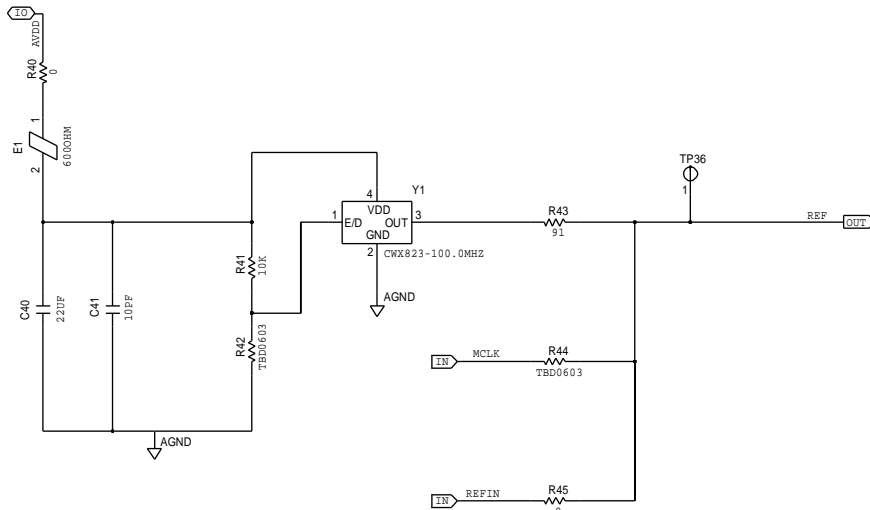 IO
AVDD
R40
0
1
E1
600OHM
2
TP36
1
4
Y1
VDD
1
E/D
OUT
3
GND
2
CWX823-100.0MHZ
R43
91
REF
OUT
R41
10K
AGND
C40
22UF
C41
10PF
R42
TBD0603
IN
MCLK
R44
TBD0603
AGND
IN
REFIN
R45